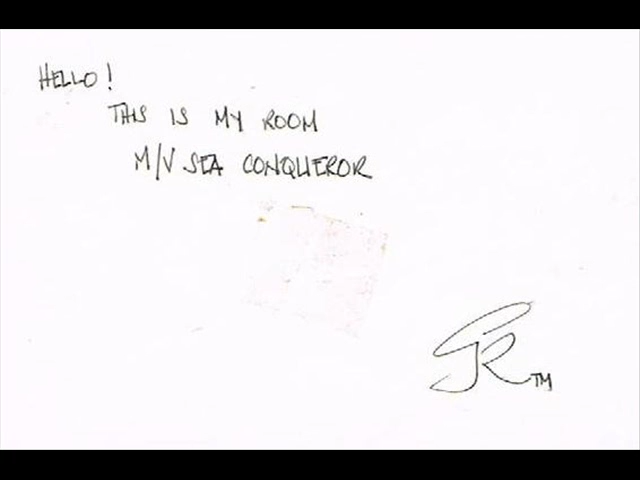 HELLO!
THIS IS MY ROOM
M/V SEA CONQUEROR
TM